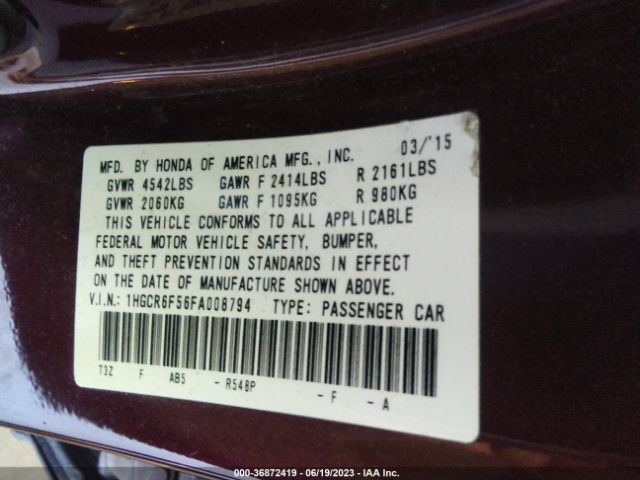 MFD. BY HONDA OF AMERICA MFG., INC. 03/'15
GVWR 4542LBS GAWR F 2414LBS R 2161LBS
GVWR 2060KG GAWR F 1095KG R 980KG
THIS VEHICLE CONFORMS TO ALL APPLICABLE
FEDERAL MOTOR VEHICLE SAFETY, BUMPER,
AND THEFT PREVENTION STANDARDS IN EFFECT
ON THE DATE OF MANUFACTURE SHOWN ABOVE.
V.I.N.: 1HGCR6F56FA008794 TYPE: PASSENGER CAR
T3Z F AB5 - R548P - F - A
000-36872419 - 06/19/2023 - IAA Inc.